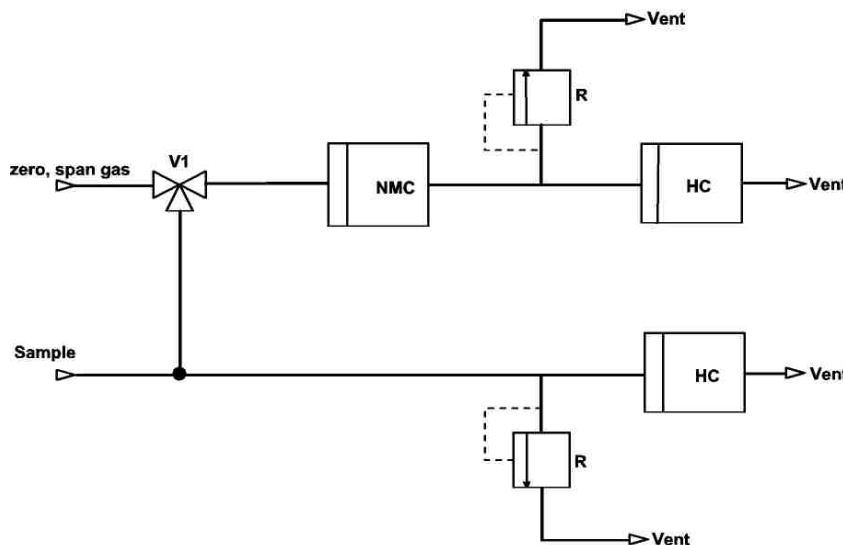 Vent
R
V1
zero, span gas
NMC
HC
Vent
Sample
HC
Vent
R
Vent